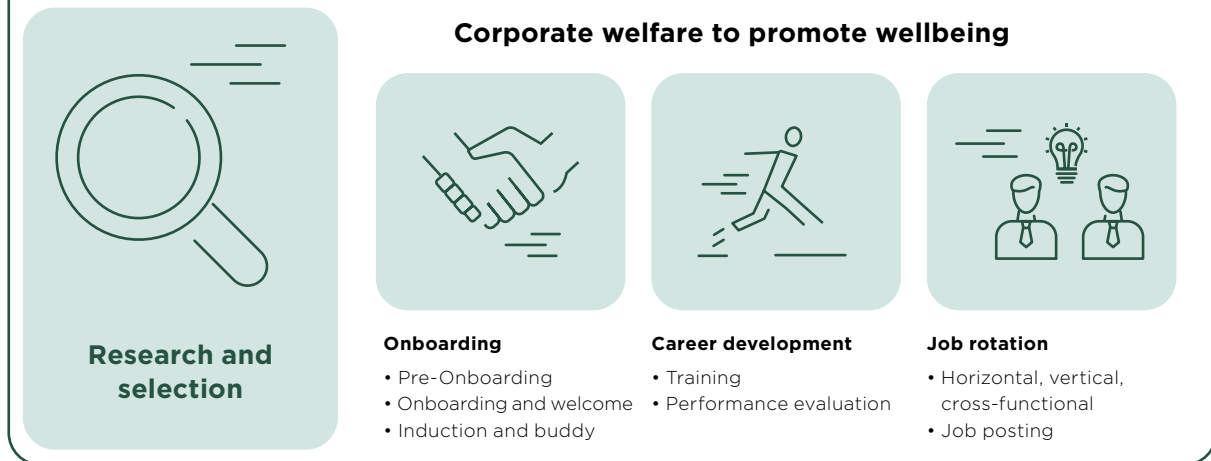 Research and
selection
Corporate welfare to promote wellbeing
Onboarding
• Pre-Onboarding
• Onboarding and welcome
• Induction and buddy
Career development
• Training
• Performance evaluation
Job rotation
• Horizontal, vertical,
cross-functional
• Job posting